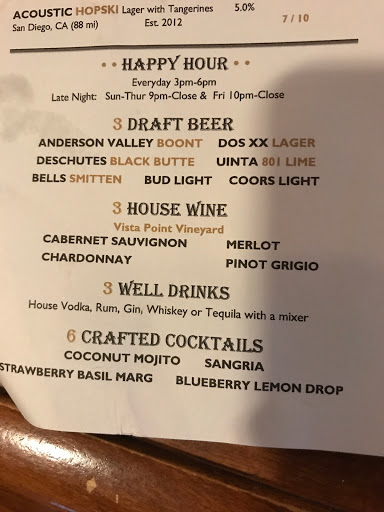 ACOUSTIC HOPSKI Lager with Tangerines 5.0%
San Diego, CA (88 mi) Est. 2012 7 / 10
•• HAPPY HOUR ••
Everyday 3pm-6pm
Late Night: Sun-Thur 9pm-Close & Fri 10pm-Close
3 DRAFT BEER
ANDERSON VALLEY BOONT DOS XX LAGER
DESCHUTES BLACK BUTTE UINTA 801 LIME
BELLS SMITTEN BUD LIGHT COORS LIGHT
3 HOUSE WINE
Vista Point Vineyard
CABERNET SAUVIGNON MERLOT
CHARDONNAY PINOT GRIGIO
3 WELL DRINKS
House Vodka, Rum, Gin, Whiskey or Tequila with a mixer
6 CRAFTED COCKTAILS
COCONUT MOJITO SANGRIA
STRAWBERRY BASIL MARG BLUEBERRY LEMON DROP